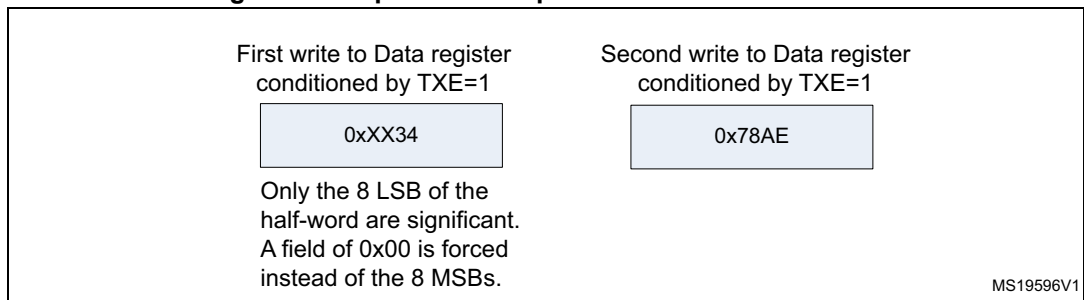 First write to Data register
conditioned by TXE=1
0xXX34
Only the 8 LSB of the
half-word are significant.
A field of 0x00 is forced
instead of the 8 MSBs.
Second write to Data register
conditioned by TXE=1
0x78AE
MS19596V1